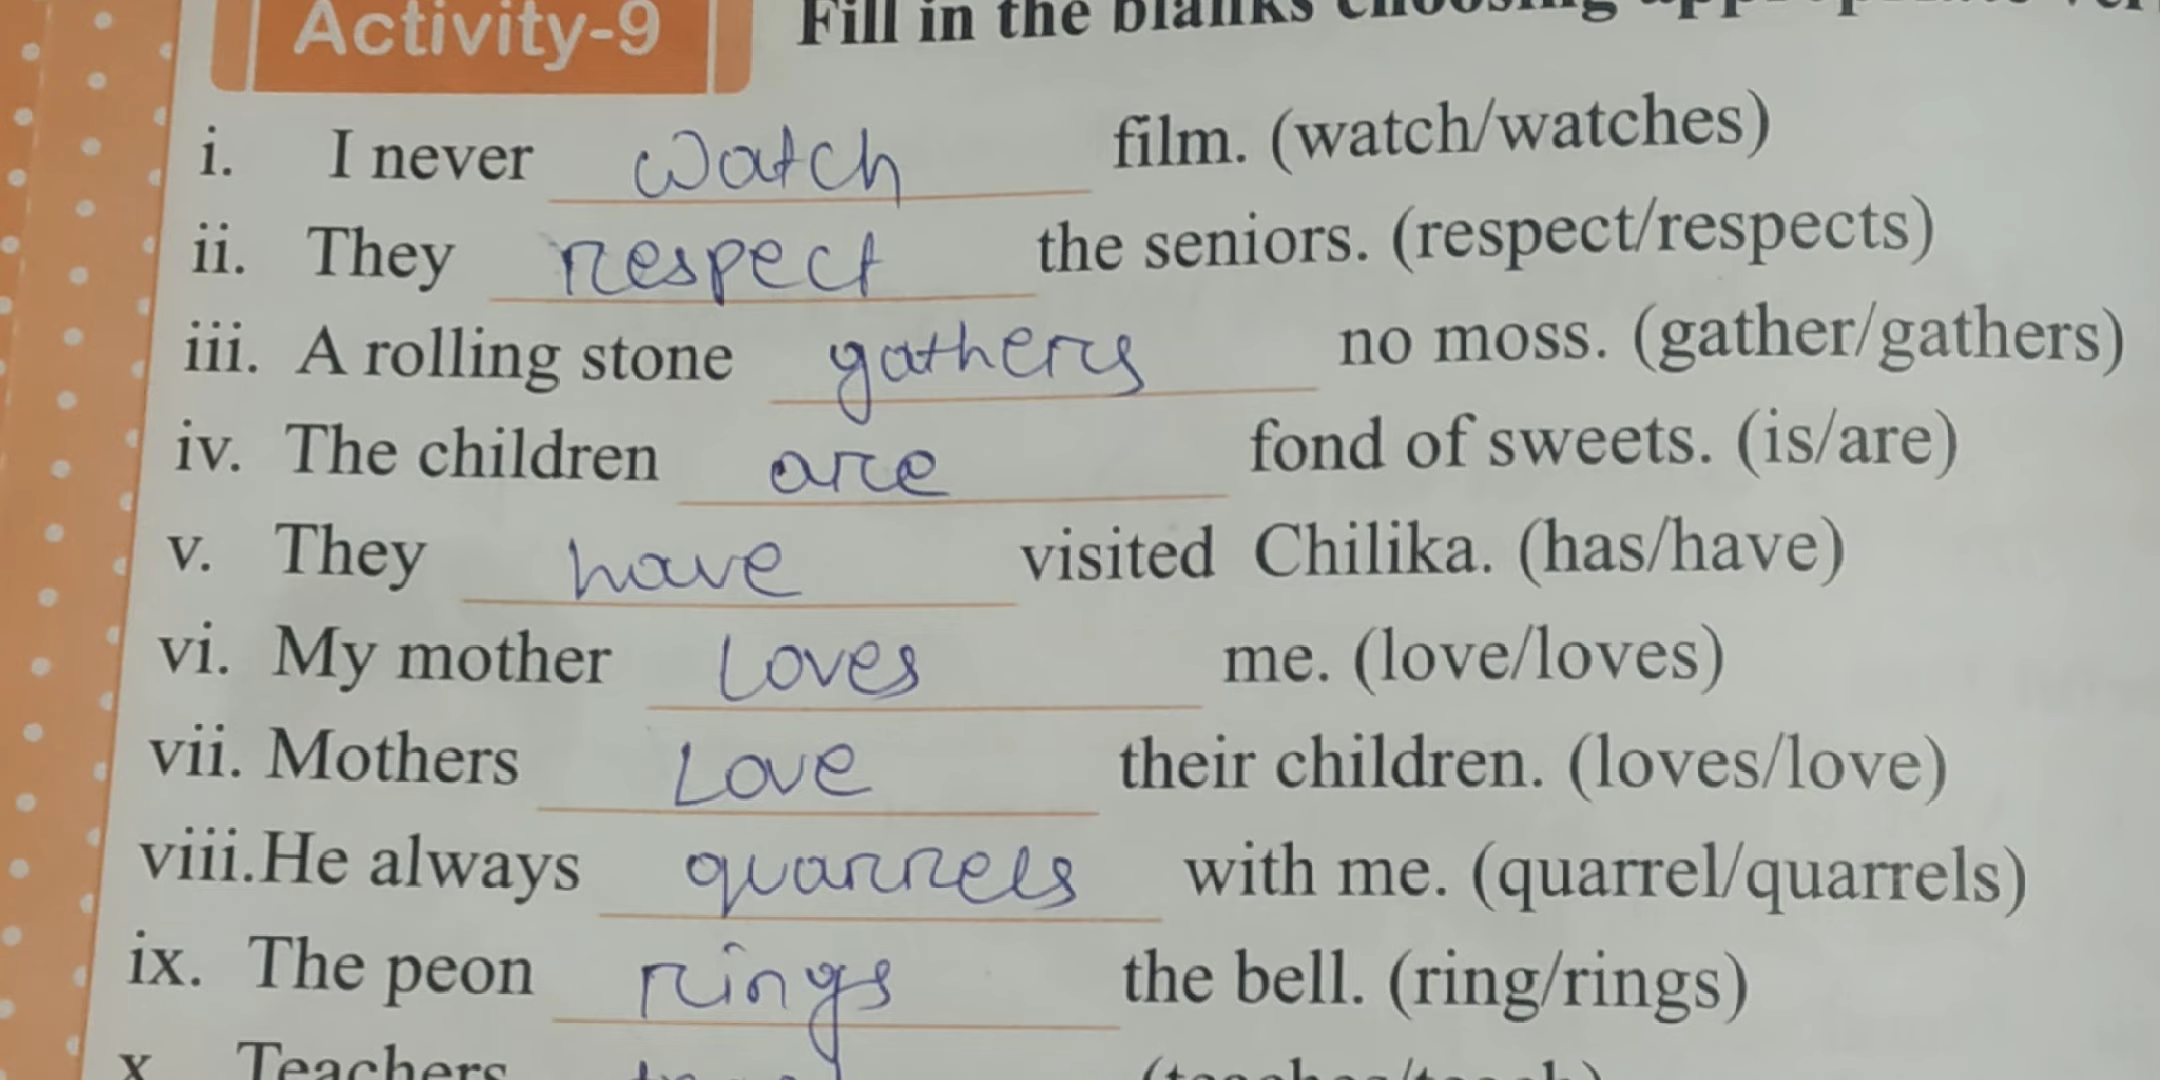 Activity-9 Fill in the blanks choosing
i. I never watch film. (watch/watches)
ii. They respect the seniors. (respect/respects)
iii. A rolling stone gathers no moss. (gather/gathers)
iv. The children are fond of sweets. (is/are)
v. They have visited Chilika. (has/have)
vi. My mother Loves me. (love/loves)
vii. Mothers Love their children. (loves/love)
viii.He always quarrels with me. (quarrel/quarrels)
ix. The peon rings the bell. (ring/rings)
x Teachers